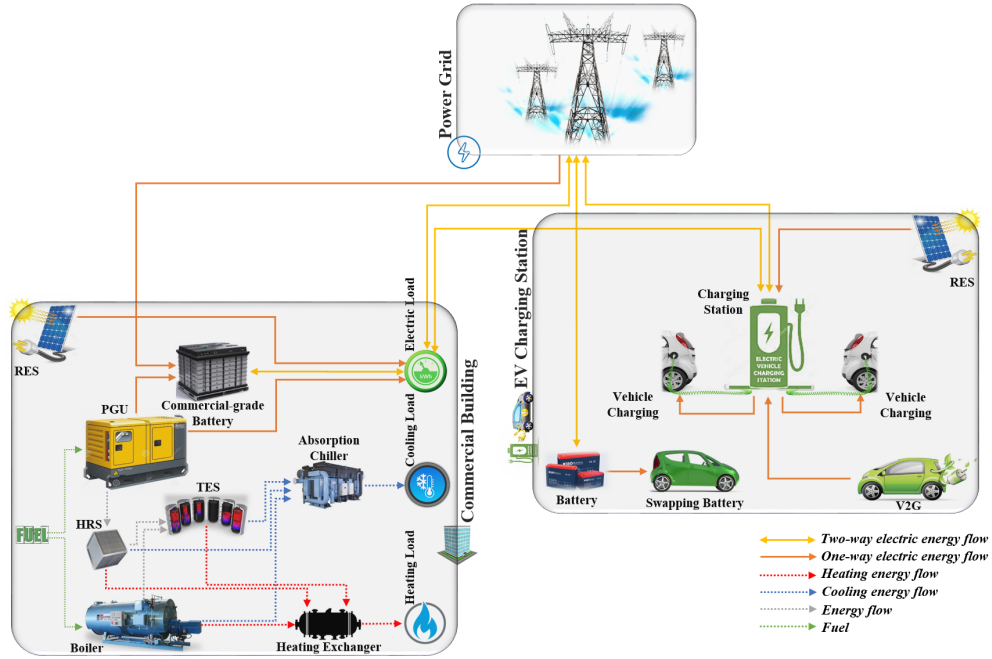 Power Grid
EV Charging Station
RES
Charging
Station
ELECTRIC
VEHICLE
CHARGING
STATION
Vehicle
Charging
Vehicle
Charging
Battery
Swapping Battery
V2G
RES
Electric Load
kWh
Commercial-grade
Battery
PGU
Cooling Load
Commercial Building
Absorption
Chiller
TES
FUEL
HRS
Heating Load
Boiler
Heating Exchanger
Two-way electric energy flow
One-way electric energy flow
Heating energy flow
Cooling energy flow
Energy flow
Fuel